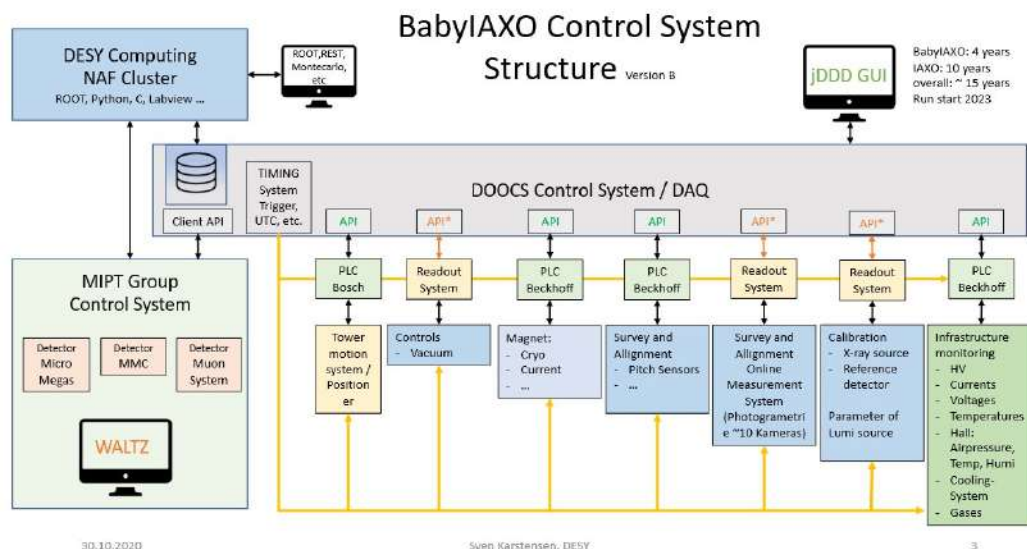 BabyIAXO Control System
Structure Version B
DESY Computing
NAF Cluster
ROOT, Python, C, Labview ...
ROOT,REST,
Montecarlo,
etc
jDDD GUI
BabyIAXO: 4 years
IAXO: 10 years
overall: ~ 15 years
Run start 2023
Client API
TIMING
System
Trigger,
UTC, etc.
DOOCS Control System / DAQ
API
API*
API
API
API*
API*
API
PLC
Bosch
Readout
System
PLC
Beckhoff
PLC
Beckhoff
Readout
System
Readout
System
PLC
Beckhoff
MIPT Group
Control System
Detector
Micro
Megas
Detector
MMC
Detector
Muon
System
WALTZ
Tower
motion
system /
Position
er
Controls
- Vacuum
Magnet:
- Cryo
- Current
- ...
Survey and
Allignment
- Pitch Sensors
- ...
Survey and
Allignment
Online
Measurement
System
(Photogrametri
e ~10 Kameras)
Calibration
- X-ray source
- Reference
detector
Parameter of
Lumi source
Infrastructure
monitoring
- HV
- Currents
- Voltages
- Temperatures
- Hall:
Airpressure,
Temp, Humi
- Cooling-
System
- Gases
30.10.2020
Sven Karstensen, DESY
3